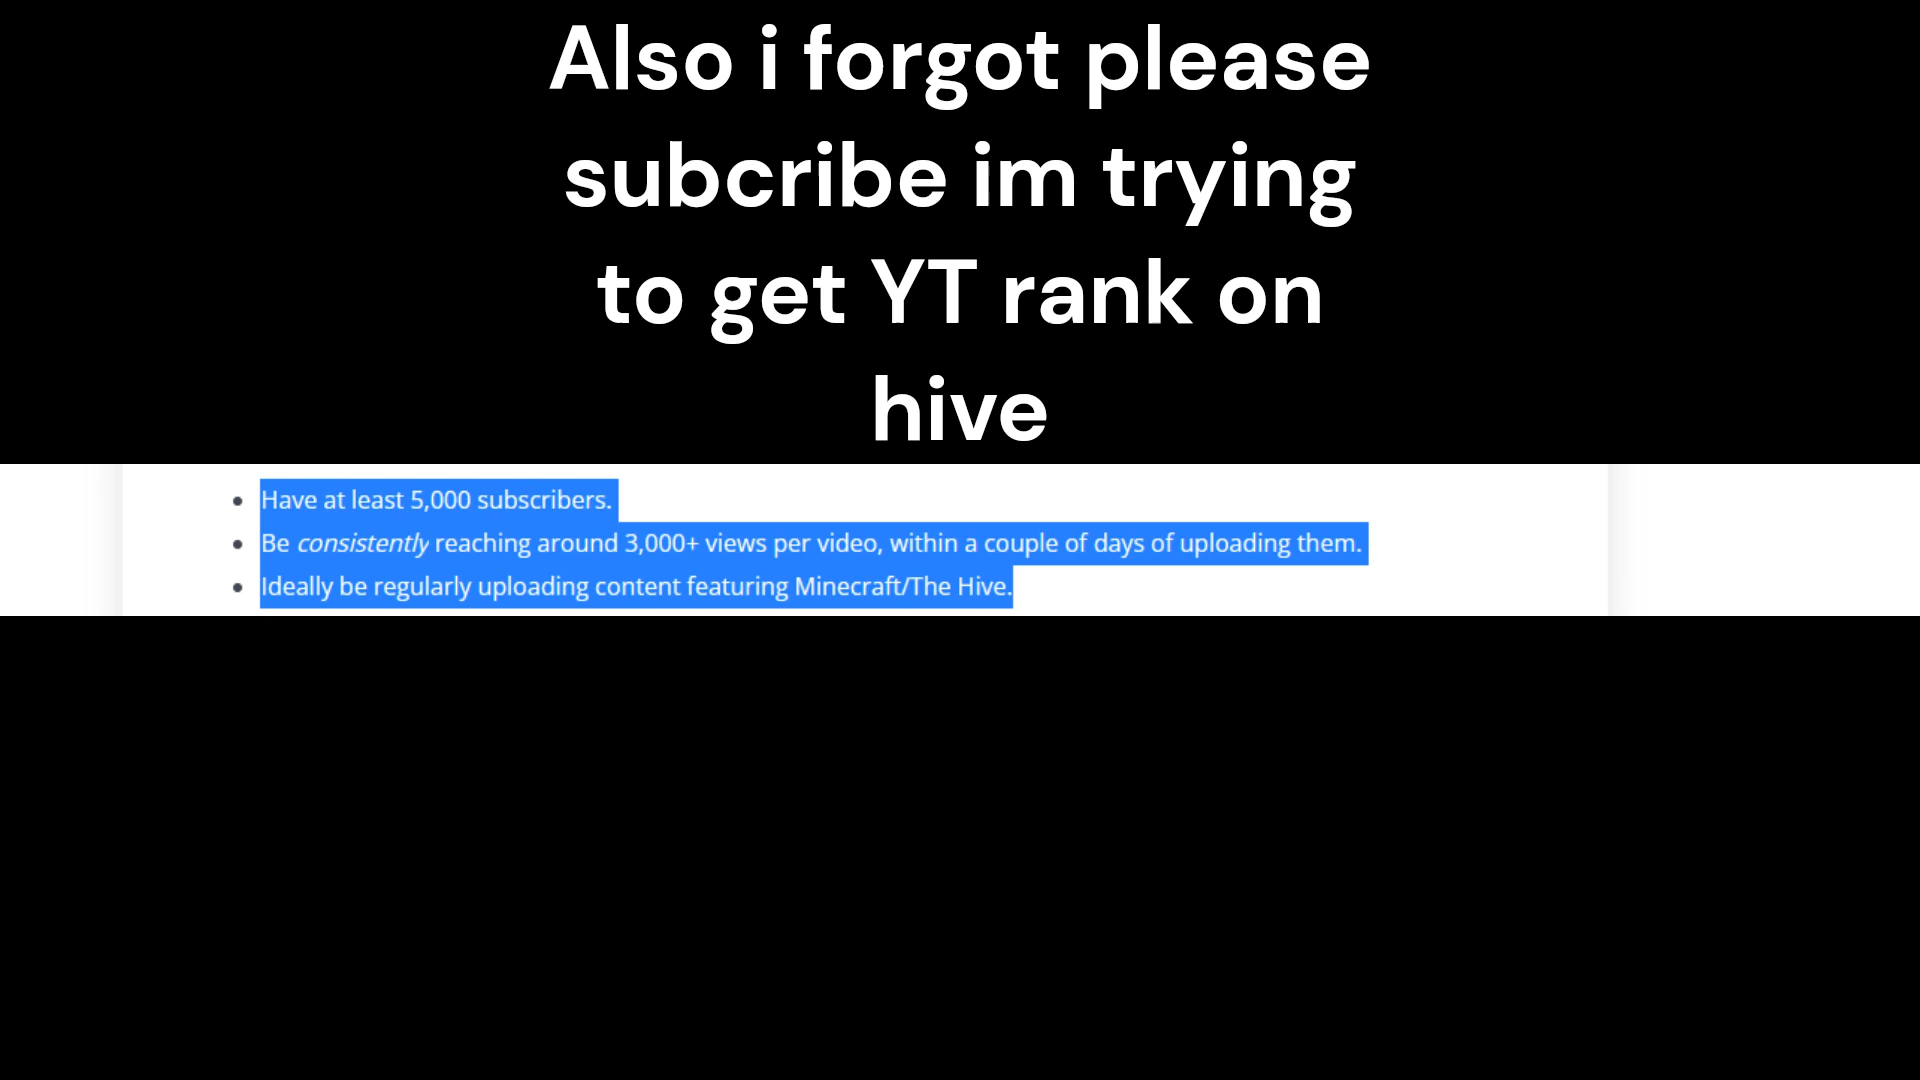 Also i forgot please
subcribe im trying
to get YT rank on
hive
Have at least 5,000 subscribers.
Be consistently reaching around 3,000+ views per video, within a couple of days of uploading them.
Ideally be regularly uploading content featuring Minecraft/The Hive.